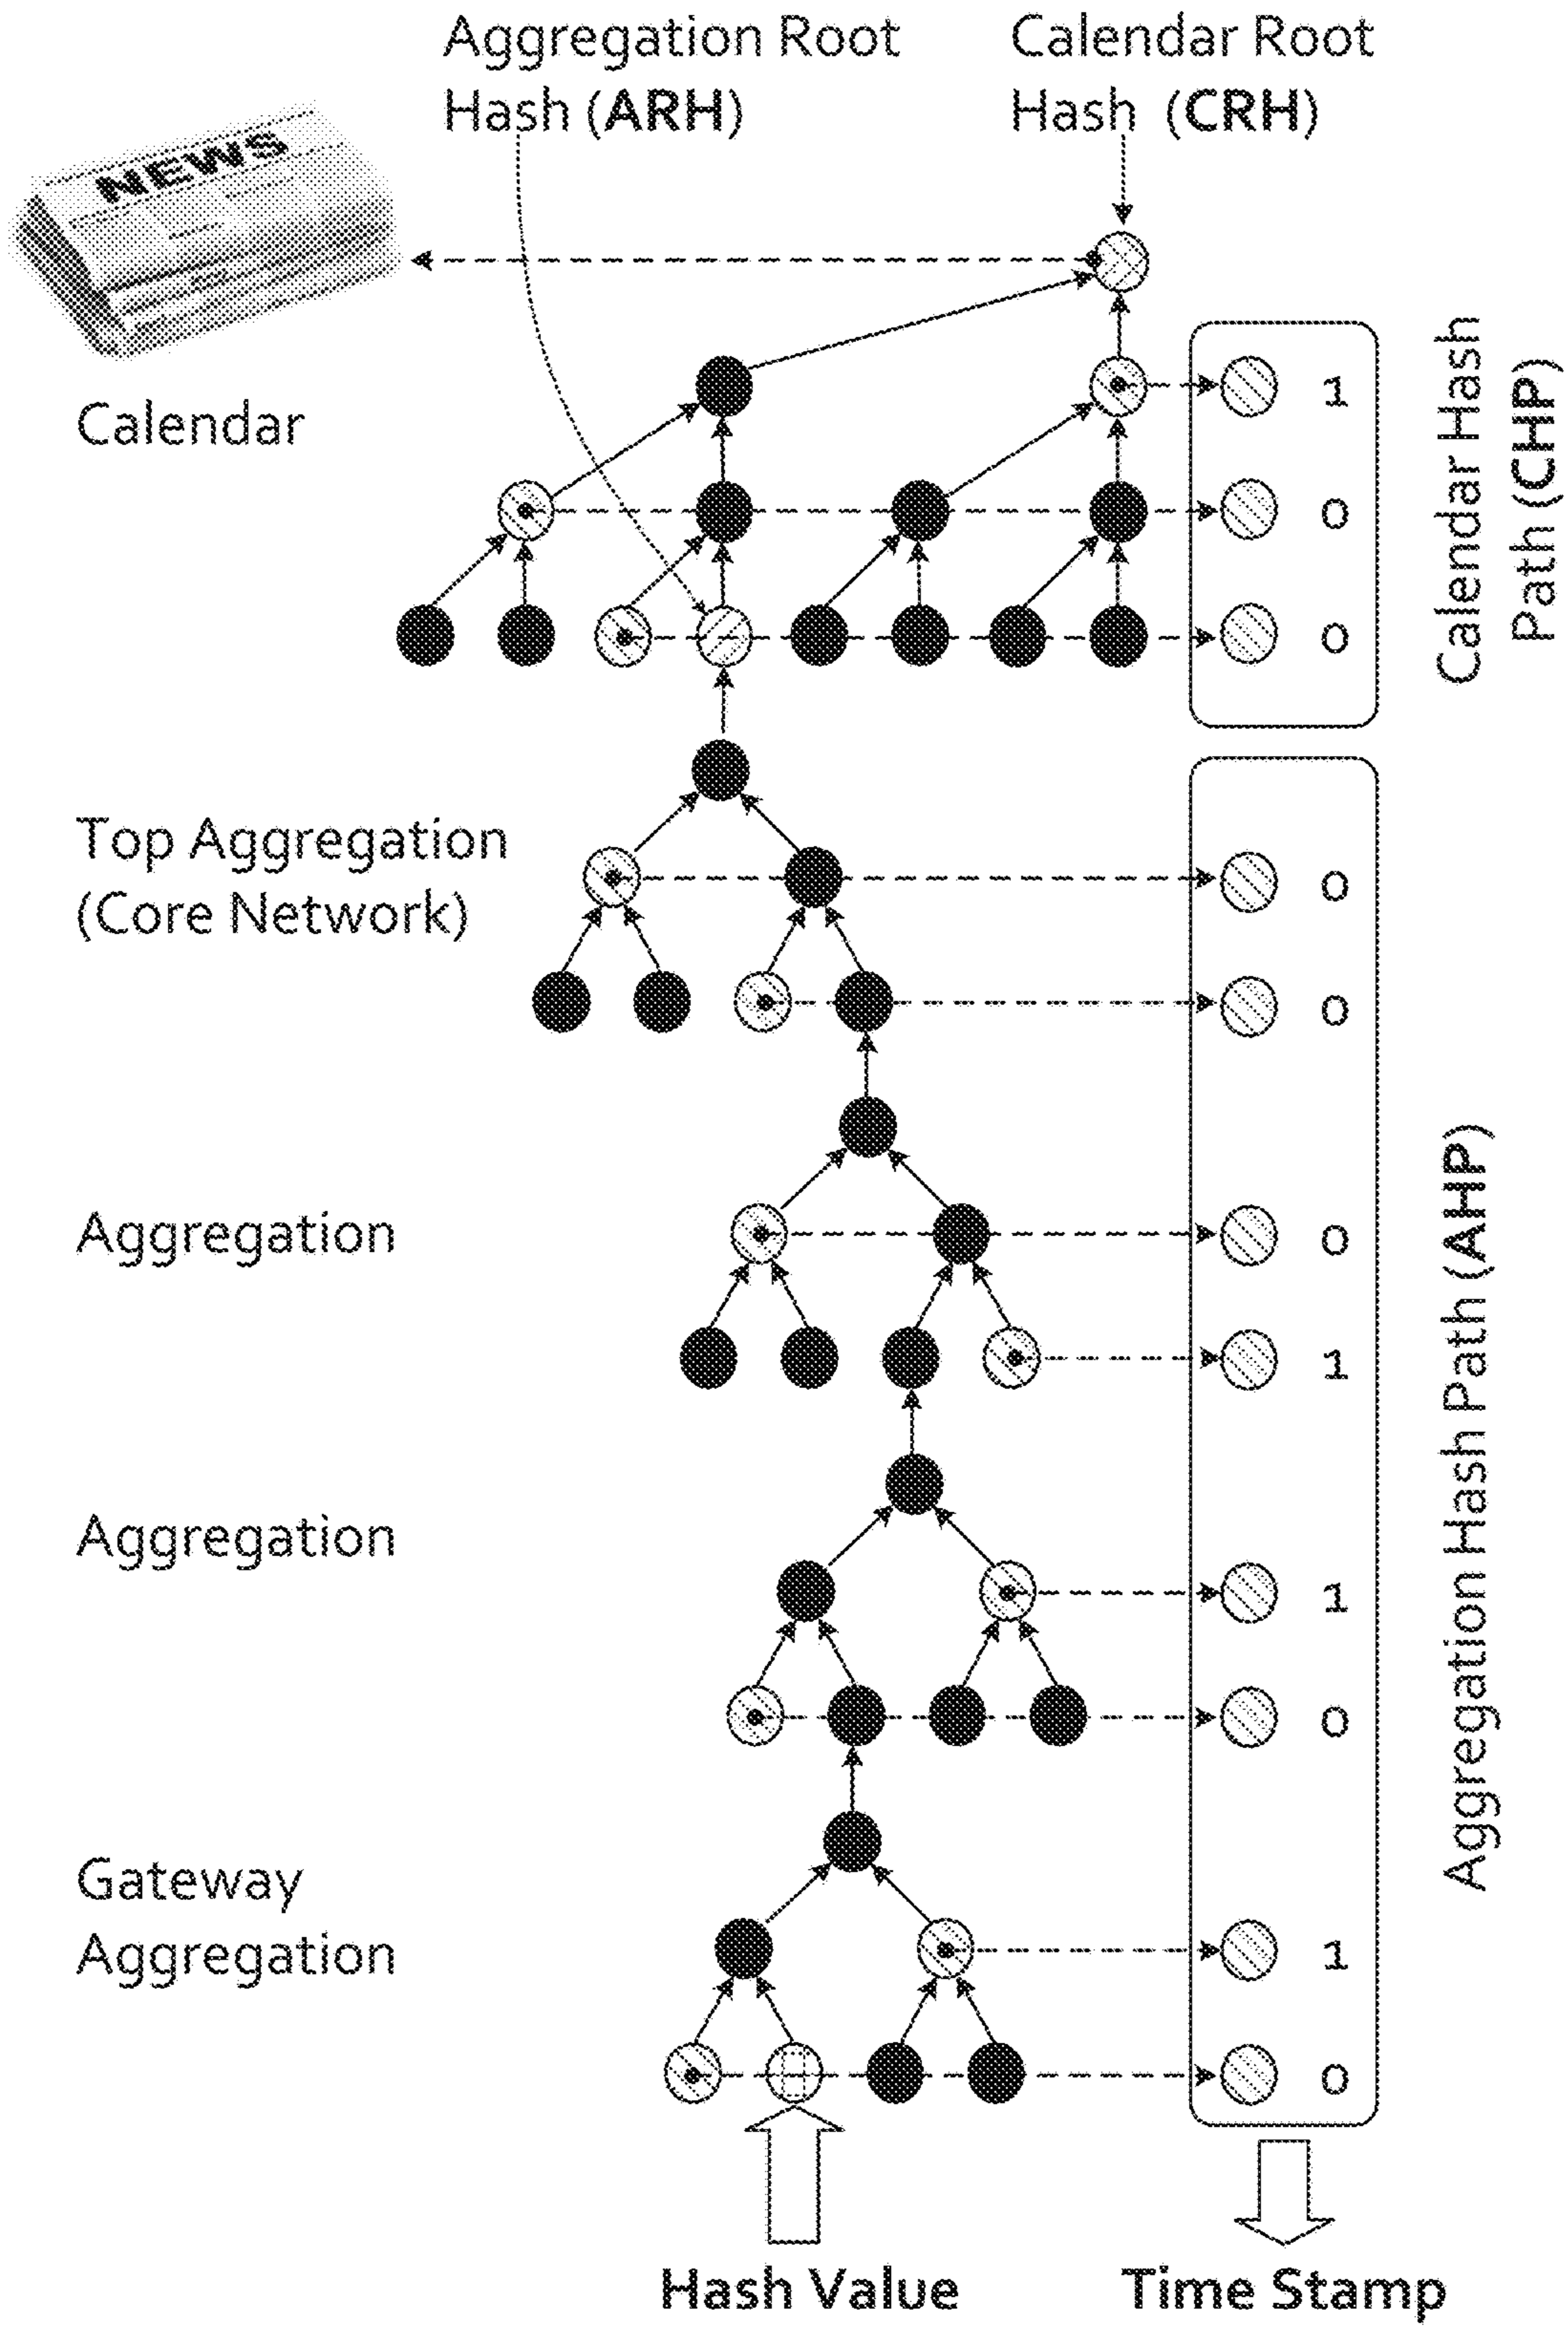 Aggregation Root
Hash (ARH)
Calendar Root
Hash (CRH)
NEWS
Calendar
1
0
0
Calendar Hash
Path (CHP)
Top Aggregation
(Core Network)
0
0
Aggregation
0
1
Aggregation
1
0
Aggregation Hash Path (AHP)
Gateway
Aggregation
1
0
Hash Value
Time Stamp